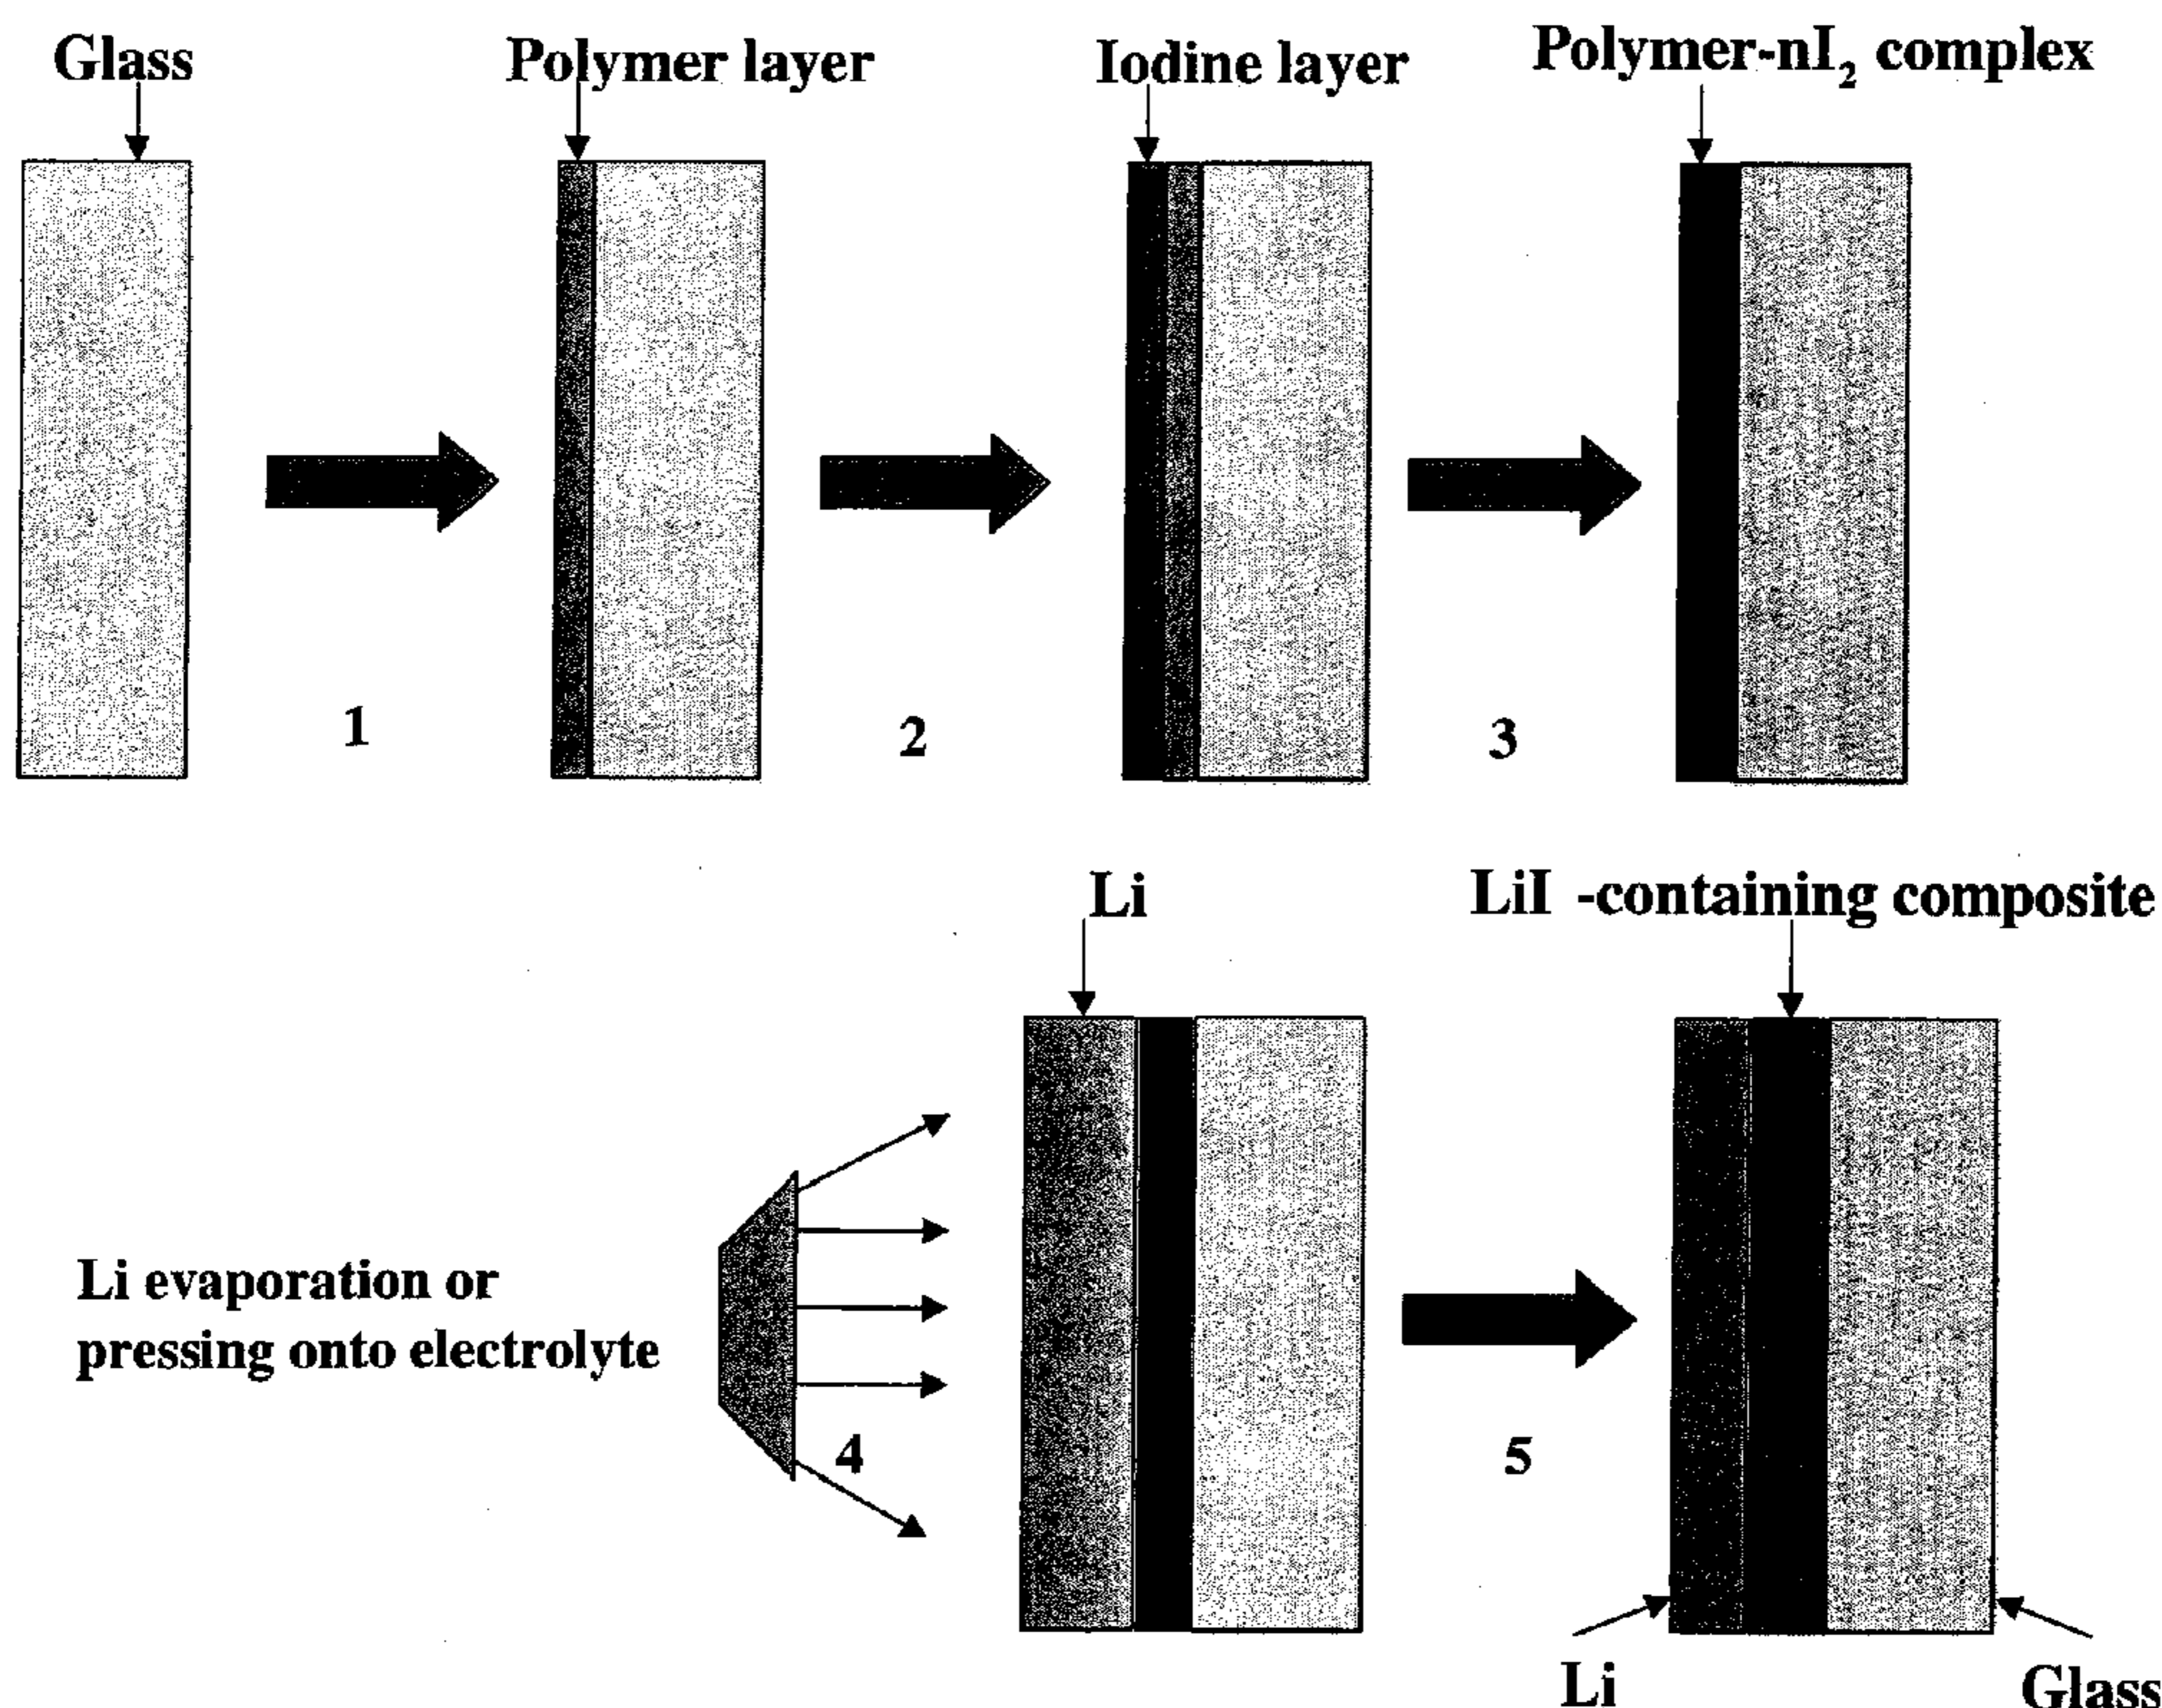 Glass
Polymer layer
Iodine layer
Polymer-nI₂ complex
1
2
3
Li
LiI -containing composite
Li evaporation or
pressing onto electrolyte
4
5
Li
Glass